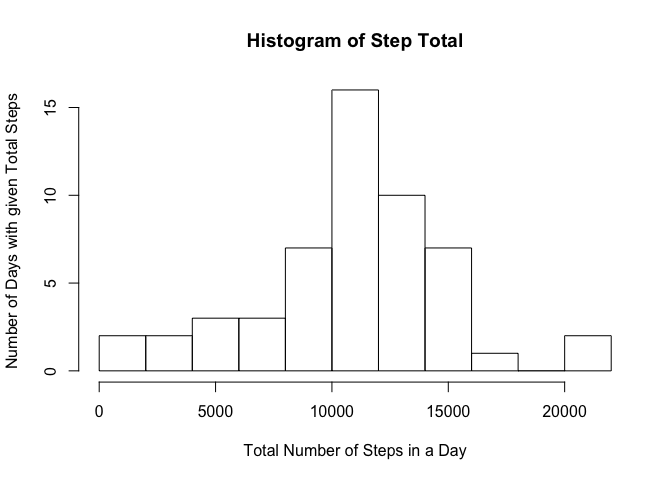 Histogram of Step Total
Number of Days with given Total Steps
15
10
5
0
0 5000 10000 15000 20000
Total Number of Steps in a Day